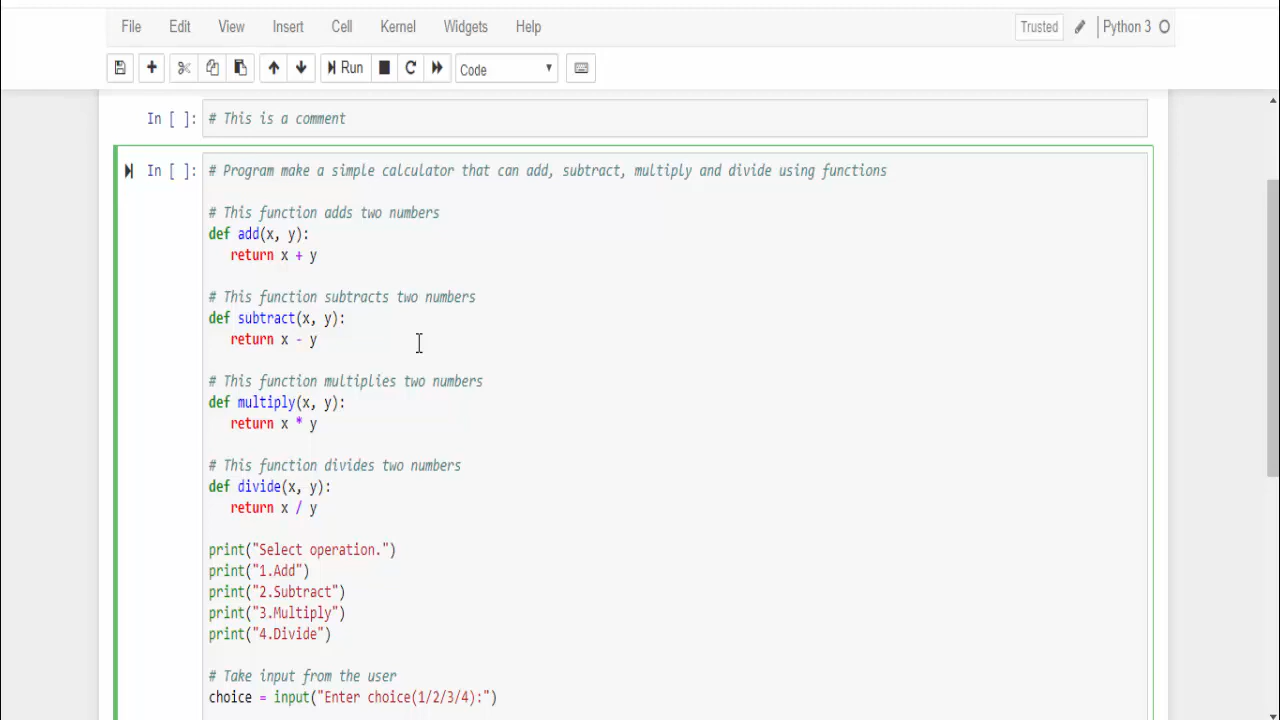 File Edit View Insert Cell Kernel Widgets Help Trusted Python 3
Run Code
In [ ]: # This is a comment
In [ ]: # Program make a simple calculator that can add, subtract, multiply and divide using functions
# This function adds two numbers
def add(x, y):
return x + y
# This function subtracts two numbers
def subtract(x, y):
return x - y
# This function multiplies two numbers
def multiply(x, y):
return x * y
# This function divides two numbers
def divide(x, y):
return x / y
print("Select operation.")
print("1.Add")
print("2.Subtract")
print("3.Multiply")
print("4.Divide")
# Take input from the user
choice = input("Enter choice(1/2/3/4):")